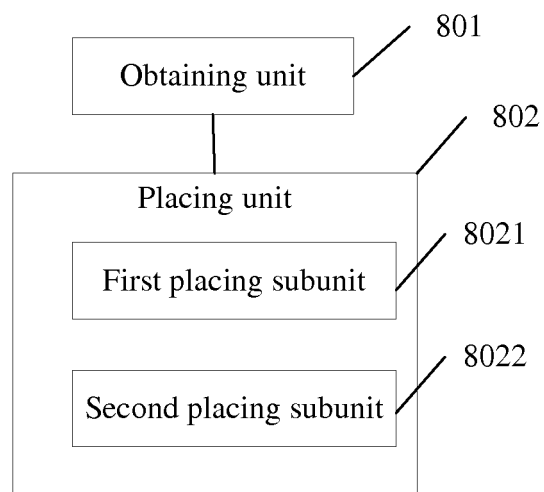 801
Obtaining unit
802
Placing unit
8021
First placing subunit
8022
Second placing subunit